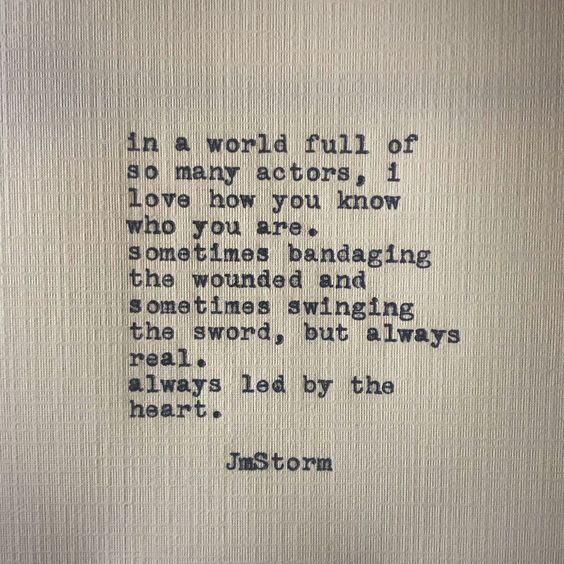 in a world full of
so many actors, i
love how you know
who you are.
sometimes bandaging
the wounded and
sometimes swinging
the sword, but always
real.
always led by the
heart.
JmStorm